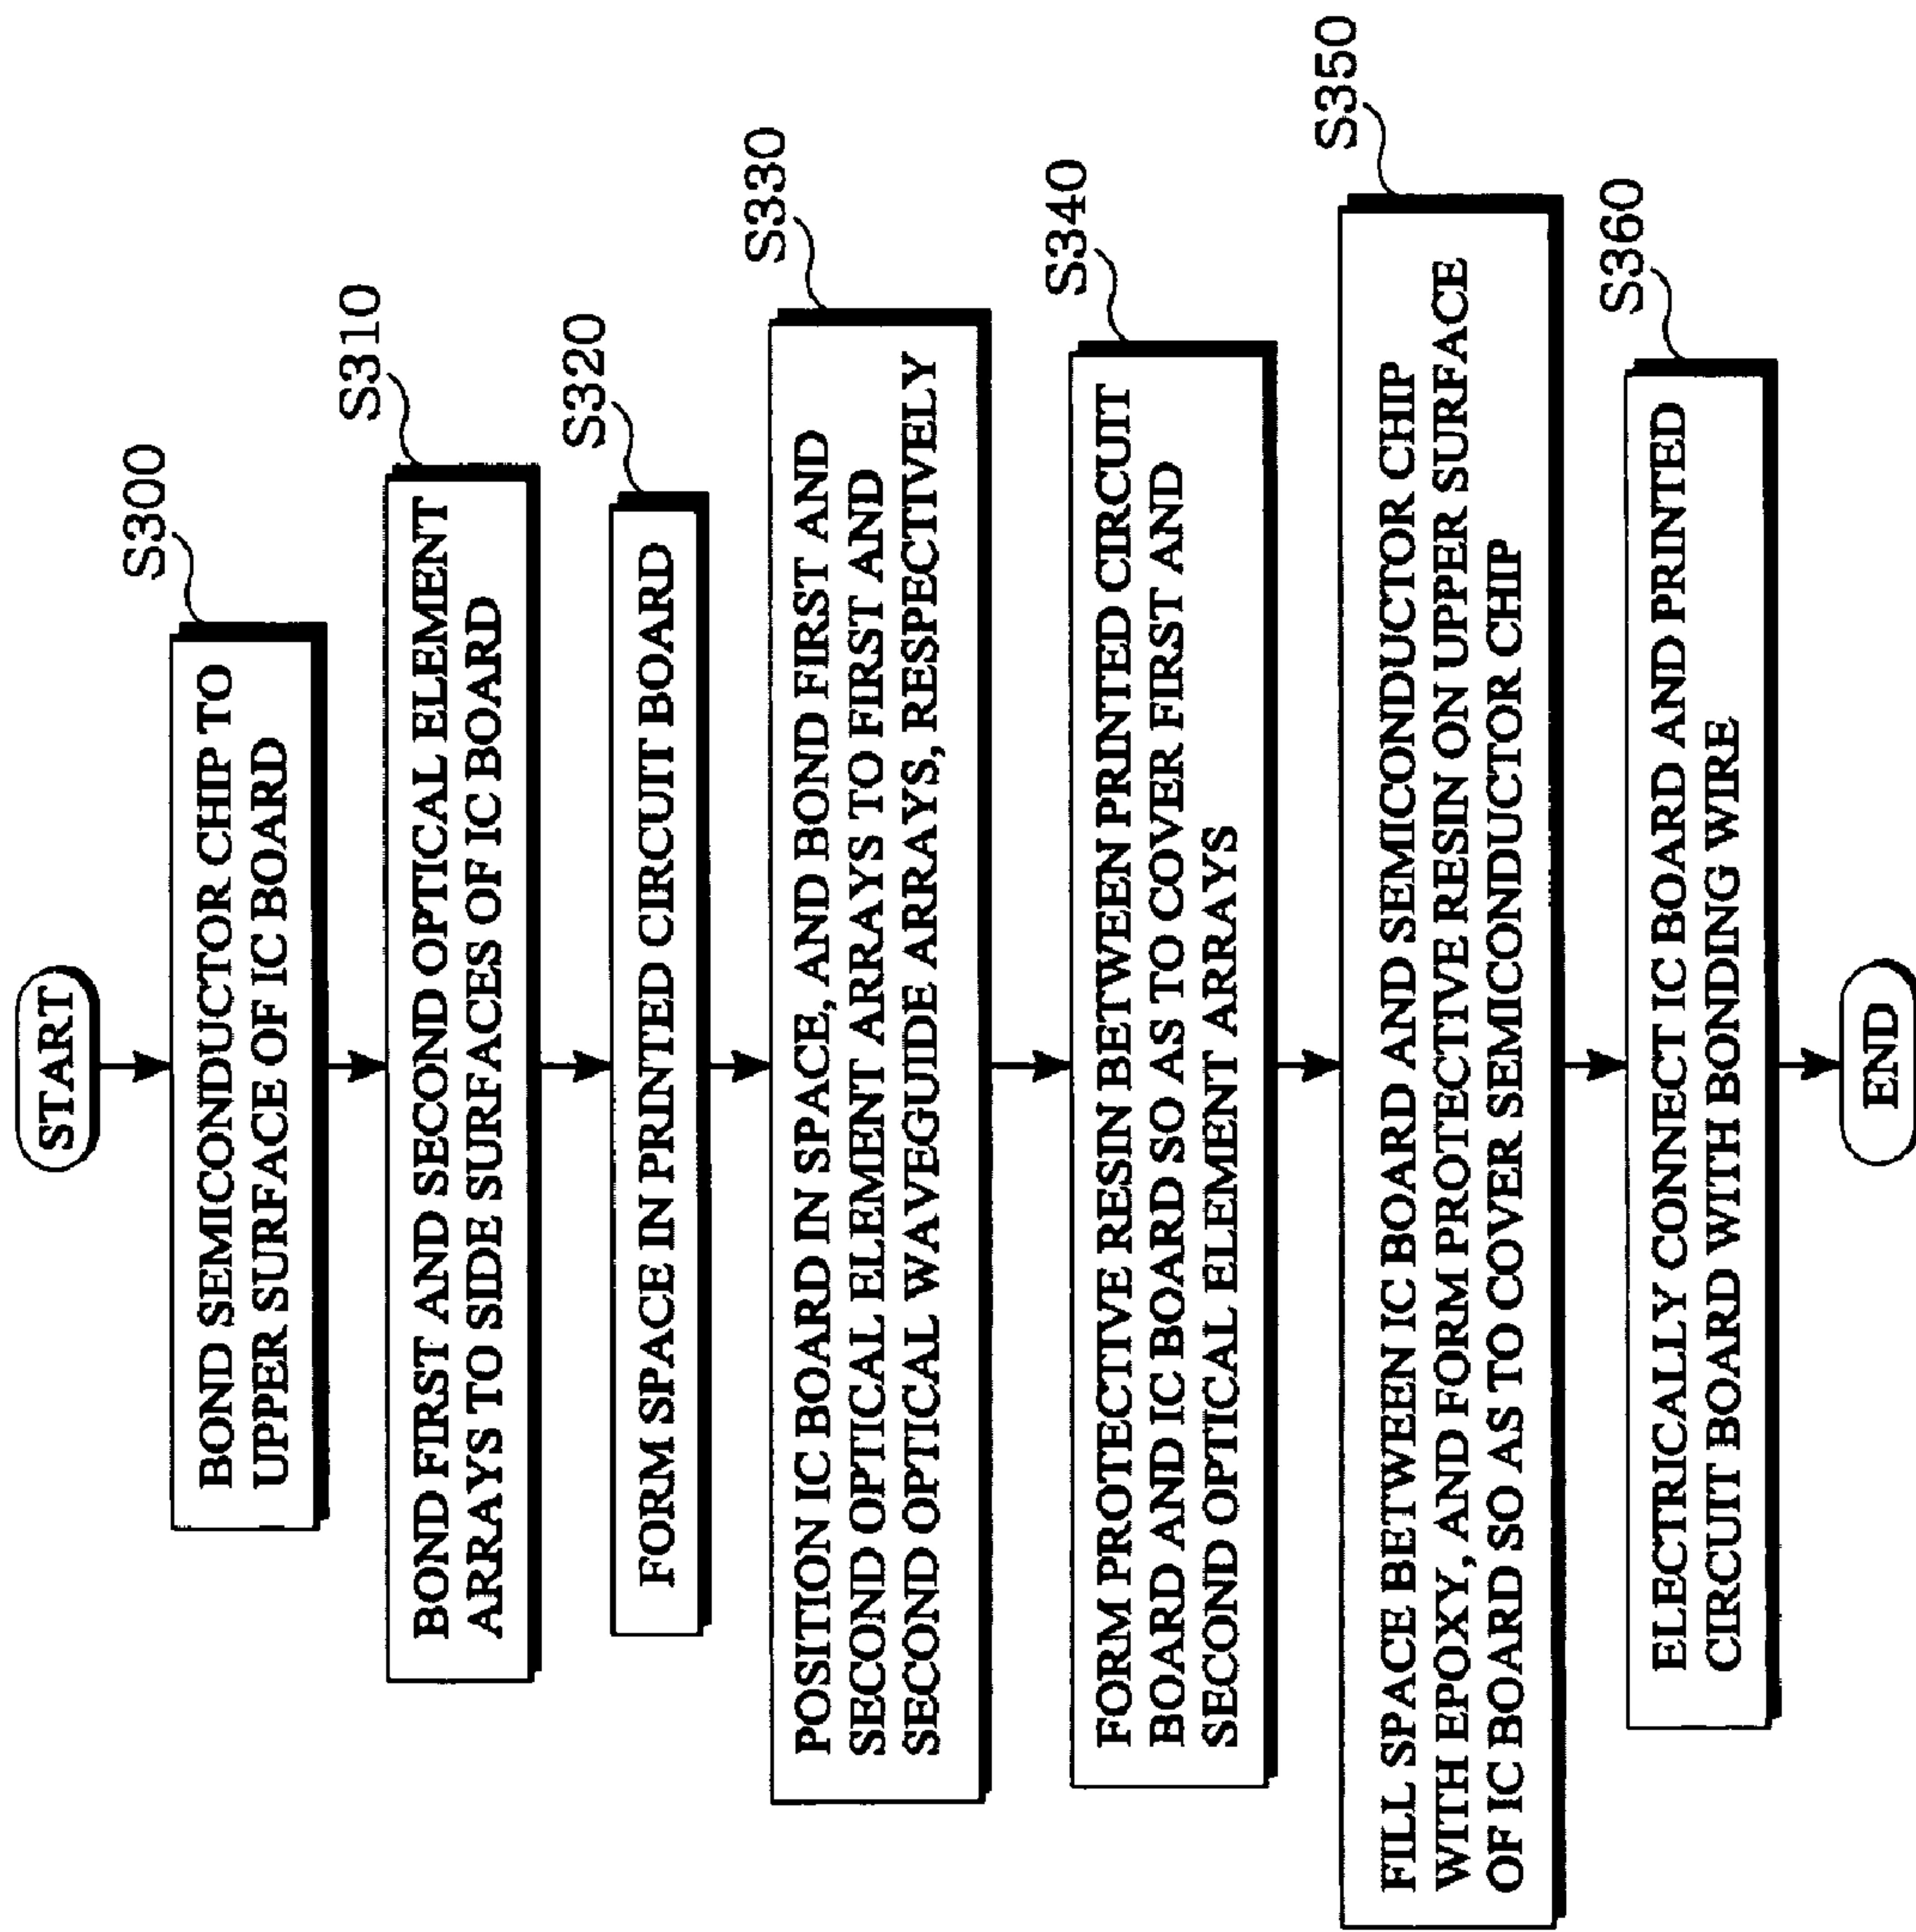 START
S300
BOND SEMICONDUCTOR CHIP TO
UPPER SURFACE OF IC BOARD
S310
BOND FIRST AND SECOND OPTICAL ELEMENT
ARRAYS TO SIDE SURFACES OF IC BOARD
S320
FORM SPACE IN PRINTED CIRCUIT BOARD
S330
POSITION IC BOARD IN SPACE, AND BOND FIRST AND
SECOND OPTICAL ELEMENT ARRAYS TO FIRST AND
SECOND OPTICAL WAVEGUIDE ARRAYS, RESPECTIVELY
S340
FORM PROTECTIVE RESIN BETWEEN PRINTED CIRCUIT
BOARD AND IC BOARD SO AS TO COVER FIRST AND
SECOND OPTICAL ELEMENT ARRAYS
S350
FILL SPACE BETWEEN IC BOARD AND SEMICONDUCTOR CHIP
WITH EPOXY, AND FORM PROTECTIVE RESIN ON UPPER SURFACE
OF IC BOARD SO AS TO COVER SEMICONDUCTOR CHIP
S360
ELECTRICALLY CONNECT IC BOARD AND PRINTED
CIRCUIT BOARD WITH BONDING WIRE
END